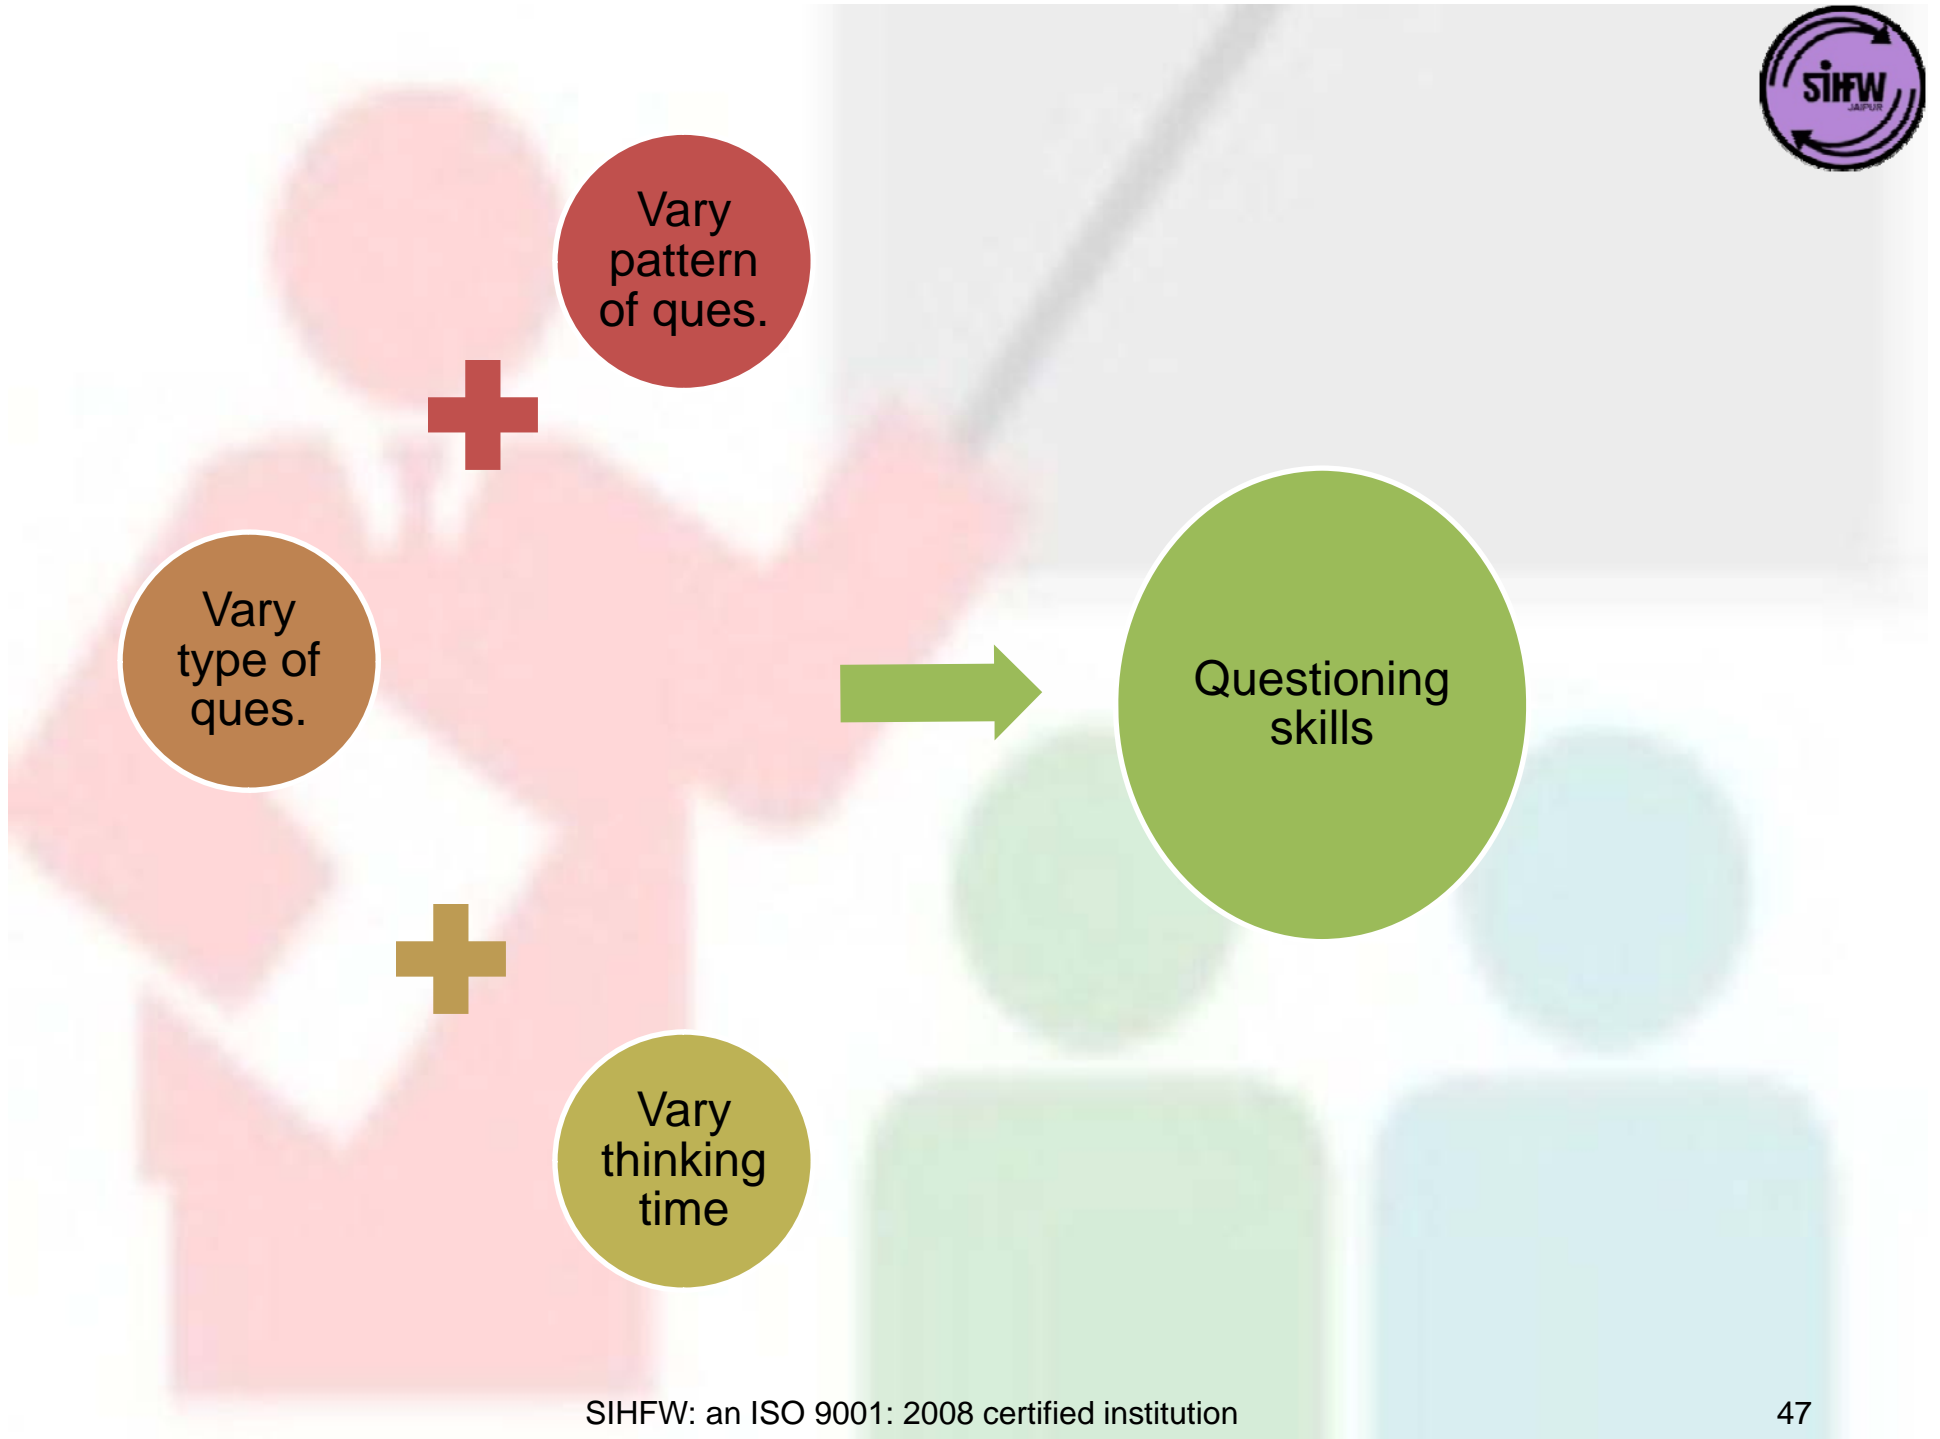 SIHFW
JAIPUR
Vary
pattern
of ques.
Vary
type of
ques.
Questioning
skills
Vary
thinking
time
SIHFW: an ISO 9001: 2008 certified institution
47